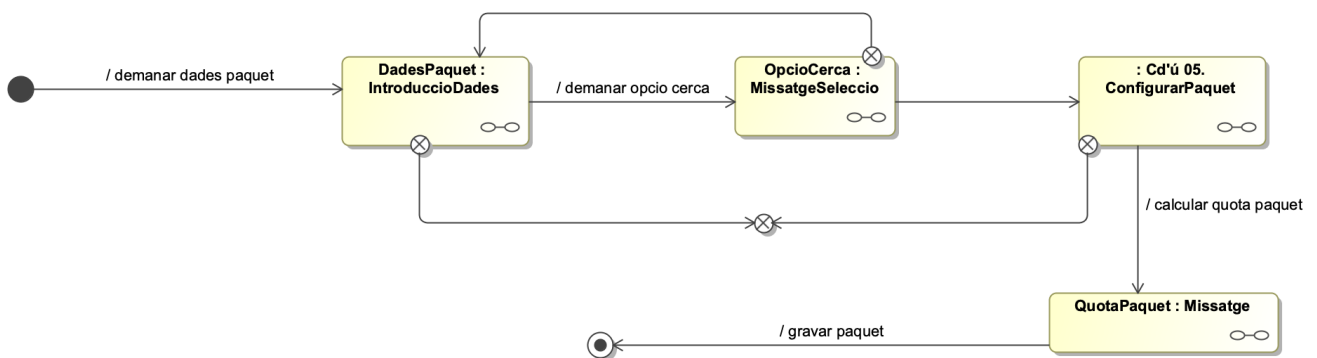 / demanar dades paquet
DadesPaquet :
IntroduccioDades
/ demanar opcio cerca
OpcioCerca :
MissatgeSeleccio
: Cd'ú 05.
ConfigurarPaquet
/ calcular quota paquet
QuotaPaquet : Missatge
/ gravar paquet